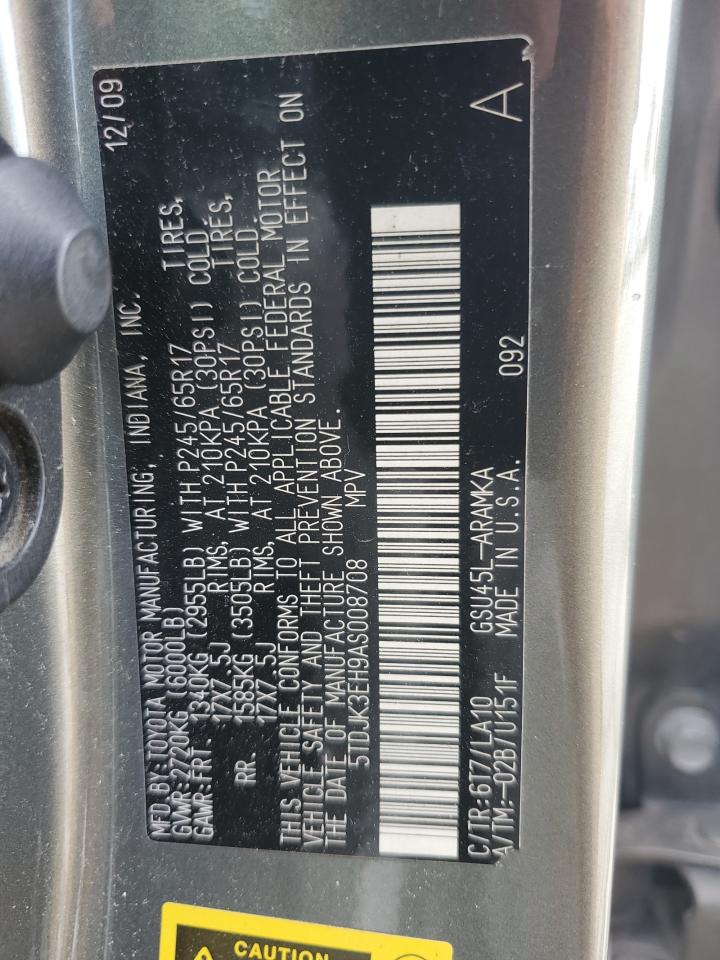 MFD.BY:TOYOTA MOTOR MANUFACTURING, INDIANA, INC. 12/09
GVWR:2720KG(6000LB)
GAWR:FRT 1340KG(2955LB) WITH P245/65R17 TIRES,
17X7.5J RIMS, AT 210KPA(30PSI) COLD.
RR. 1585KG(3505LB) WITH P245/65R17 TIRES,
17X7.5J RIMS, AT 210KPA(30PSI) COLD.
THIS VEHICLE CONFORMS TO ALL APPLICABLE FEDERAL MOTOR
VEHICLE SAFETY AND THEFT PREVENTION STANDARDS IN EFFECT ON
THE DATE OF MANUFACTURE SHOWN ABOVE.
5TDJK3EH9AS008708 MPV
C/TR:6T7/LA10 GSU45L-ARAMKA 092 A
A/TM:-02B/U151F MADE IN U.S.A.
CAUTION